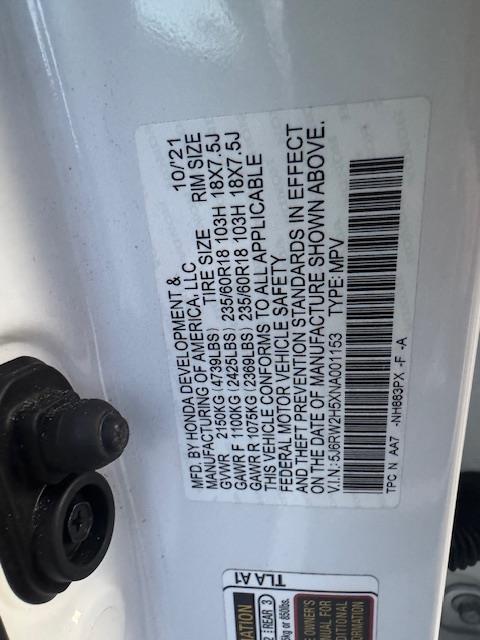 MFD. BY HONDA DEVELOPMENT & 10/'21
MANUFACTURING OF AMERICA, LLC
TIRE SIZE RIM SIZE
GVWR 2150KG (4739LBS)
GAWR F 1100KG (2425LBS) 235/60R18 103H 18X7.5J
GAWR R 1075KG (2369LBS) 235/60R18 103H 18X7.5J
THIS VEHICLE CONFORMS TO ALL APPLICABLE
FEDERAL MOTOR VEHICLE SAFETY
AND THEFT PREVENTION STANDARDS IN EFFECT
ON THE DATE OF MANUFACTURE SHOWN ABOVE.
V.I.N.:5J6RW2H5XNA001153 TYPE:MPV
TPC N AA7 -NH883PX -F -A
TLA A1
REAR 3
OWNER'S